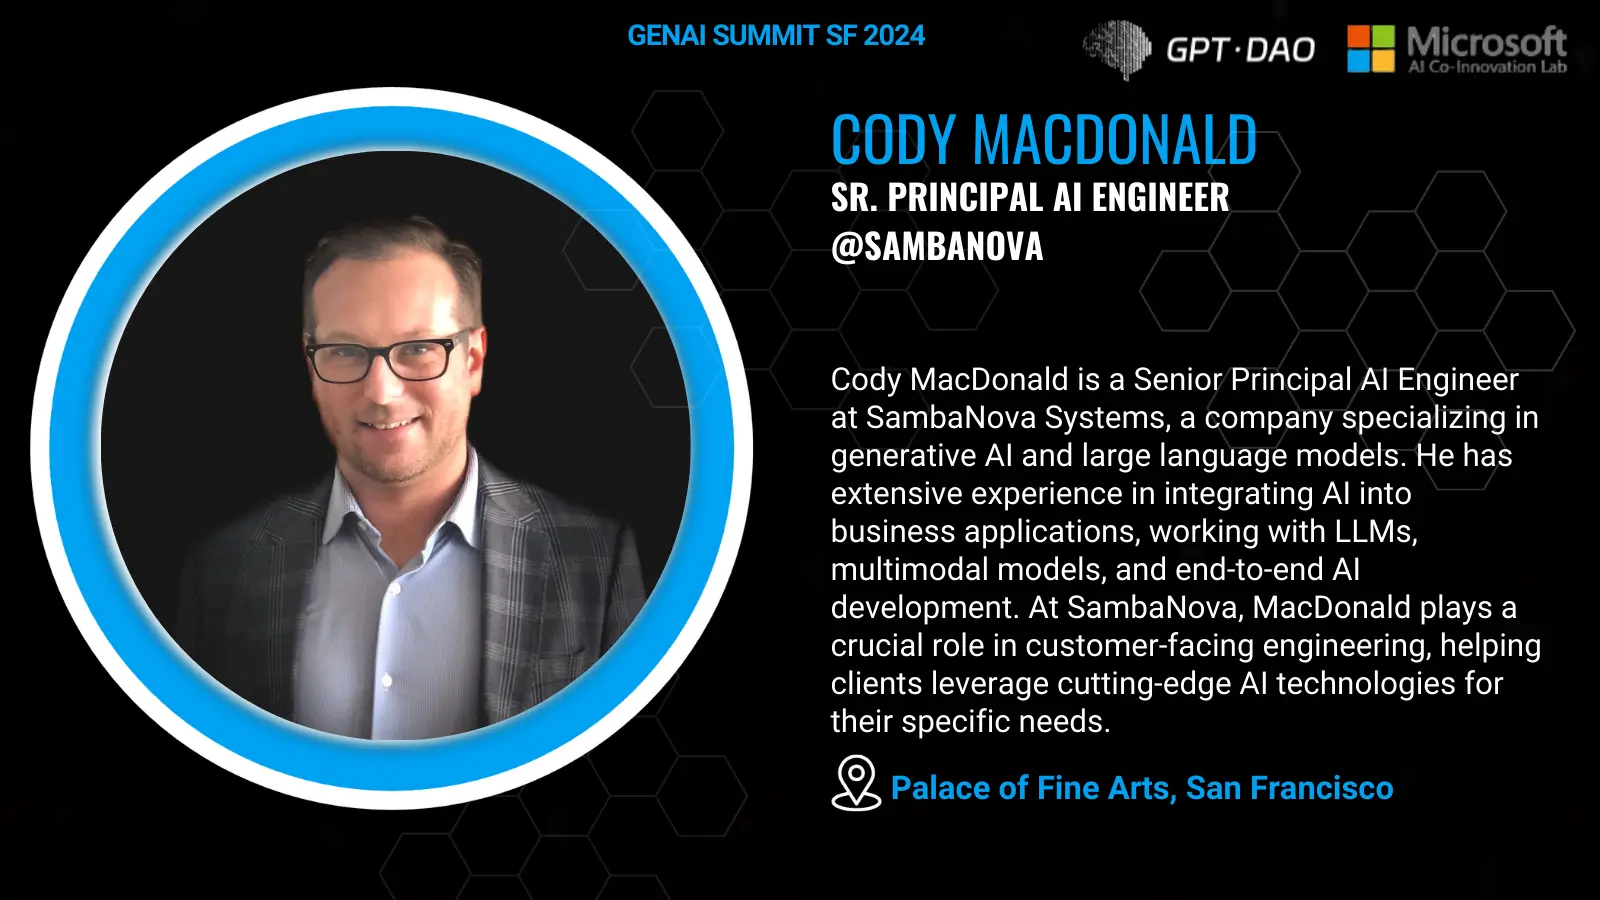 GENAI SUMMIT SF 2024
GPT·DAO
Microsoft
AI Co-Innovation Lab
CODY MACDONALD
SR. PRINCIPAL AI ENGINEER
@SAMBANOVA
Cody MacDonald is a Senior Principal AI Engineer
at SambaNova Systems, a company specializing in
generative AI and large language models. He has
extensive experience in integrating AI into
business applications, working with LLMs,
multimodal models, and end-to-end AI
development. At SambaNova, MacDonald plays a
crucial role in customer-facing engineering, helping
clients leverage cutting-edge AI technologies for
their specific needs.
Palace of Fine Arts, San Francisco